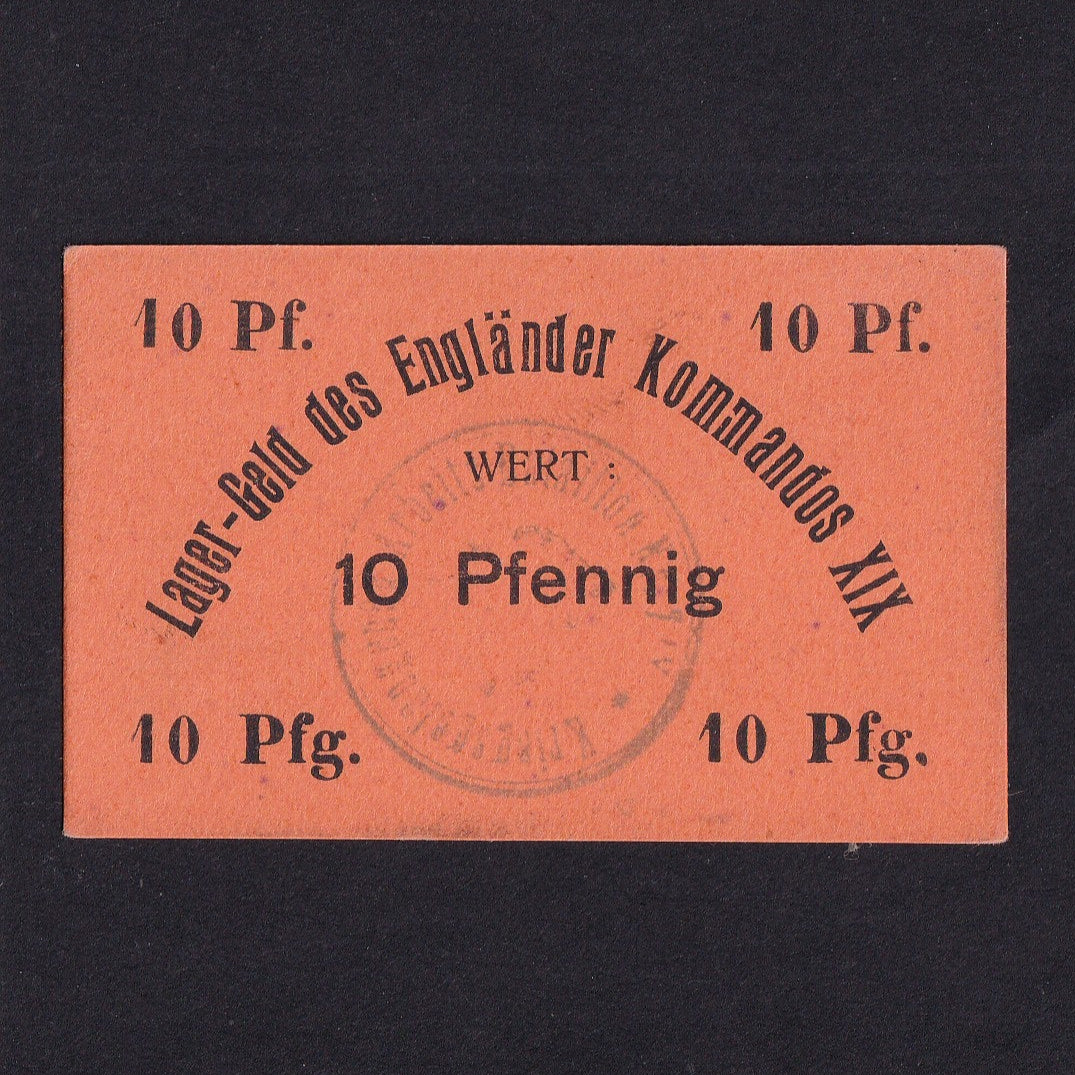 10 Pf. 10 Pf.
Lager-Geld des Engländer Kommandos XIX
WERT :
10 Pfennig
10 Pfg. 10 Pfg.